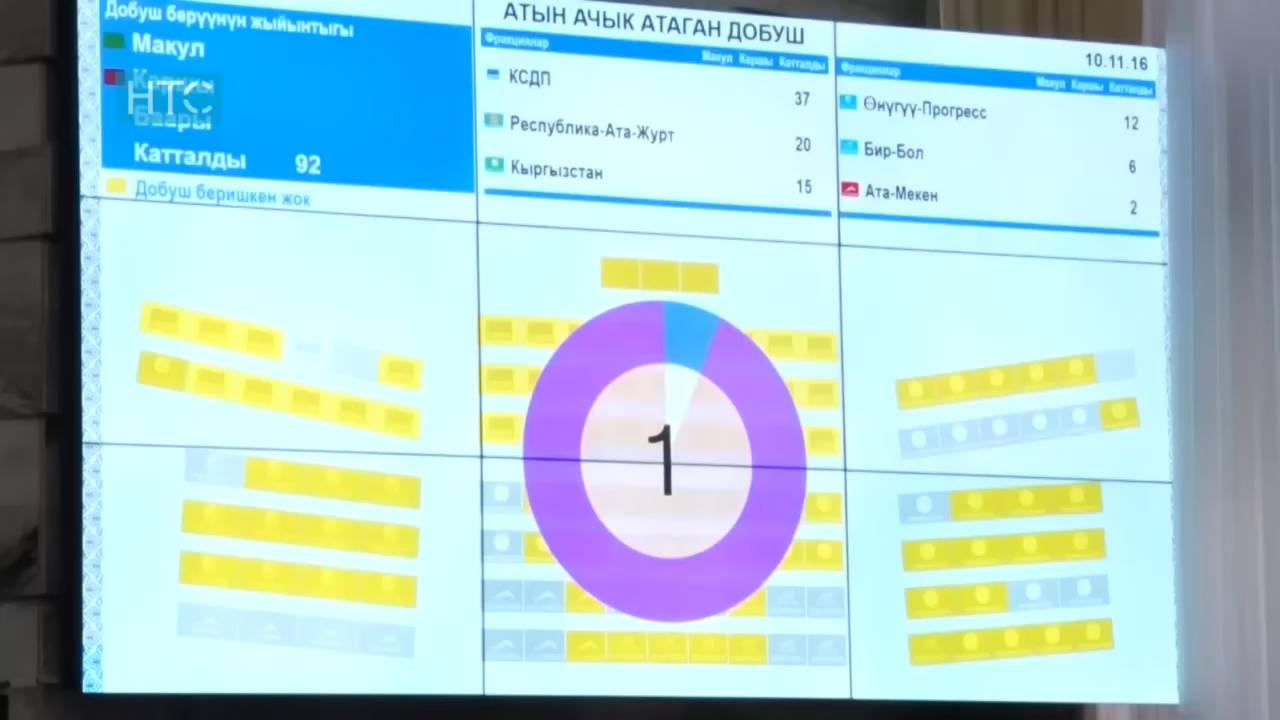 Добуш берүүнүн жыйынтыгы
Макул
Каршы
НТС
Баары
Катталды 92
Добуш беришкен жок
АТЫН АЧЫК АТАГАН ДОБУШ
Фракциялар Макул Каршы Катталды
КСДП 37
Республика-Ата-Журт 20
Кыргызстан 15
10.11.16
Фракциялар Макул Каршы Катталды
Өнүгүү-Прогресс 12
Бир-Бол 6
Ата-Мекен 2
1